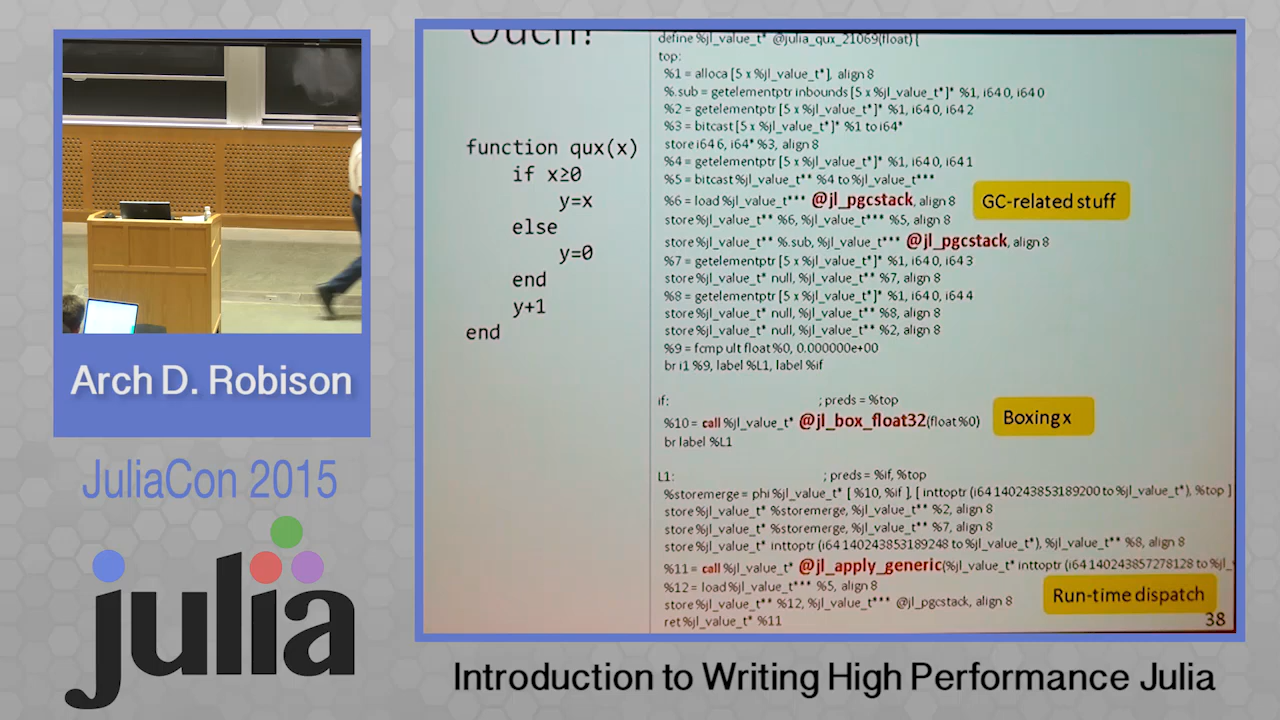 Arch D. Robison
JuliaCon 2015
julia
Ouch!
function qux(x)
if x≥0
y=x
else
y=0
end
y+1
end
define %jl_value_t* @julia_qux_21069(float) {
top:
%1 = alloca [5 x %jl_value_t*], align 8
%.sub = getelementptr inbounds [5 x %jl_value_t*]* %1, i64 0, i64 0
%2 = getelementptr [5 x %jl_value_t*]* %1, i64 0, i64 2
%3 = bitcast [5 x %jl_value_t*]* %1 to i64*
store i64 6, i64* %3, align 8
%4 = getelementptr [5 x %jl_value_t*]* %1, i64 0, i64 1
%5 = bitcast %jl_value_t** %4 to %jl_value_t***
%6 = load %jl_value_t*** @jl_pgcstack, align 8
GC-related stuff
store %jl_value_t** %6, %jl_value_t*** %5, align 8
store %jl_value_t** %.sub, %jl_value_t*** @jl_pgcstack, align 8
%7 = getelementptr [5 x %jl_value_t*]* %1, i64 0, i64 3
store %jl_value_t* null, %jl_value_t** %7, align 8
%8 = getelementptr [5 x %jl_value_t*]* %1, i64 0, i64 4
store %jl_value_t* null, %jl_value_t** %8, align 8
store %jl_value_t* null, %jl_value_t** %2, align 8
%9 = fcmp ult float %0, 0.000000e+00
br i1 %9, label %L1, label %if
if: ; preds = %top
%10 = call %jl_value_t* @jl_box_float32(float %0)
Boxing x
br label %L1
L1: ; preds = %if, %top
%storemerge = phi %jl_value_t* [ %10, %if ], [ inttoptr (i64 140243853189200 to %jl_value_t*), %top ]
store %jl_value_t* %storemerge, %jl_value_t** %2, align 8
store %jl_value_t* %storemerge, %jl_value_t** %7, align 8
store %jl_value_t* inttoptr (i64 140243853189248 to %jl_value_t*), %jl_value_t** %8, align 8
%11 = call %jl_value_t* @jl_apply_generic(%jl_value_t* inttoptr (i64 140243857278128 to %jl_
%12 = load %jl_value_t*** %5, align 8
Run-time dispatch
store %jl_value_t** %12, %jl_value_t*** @jl_pgcstack, align 8
ret %jl_value_t* %11
38
Introduction to Writing High Performance Julia